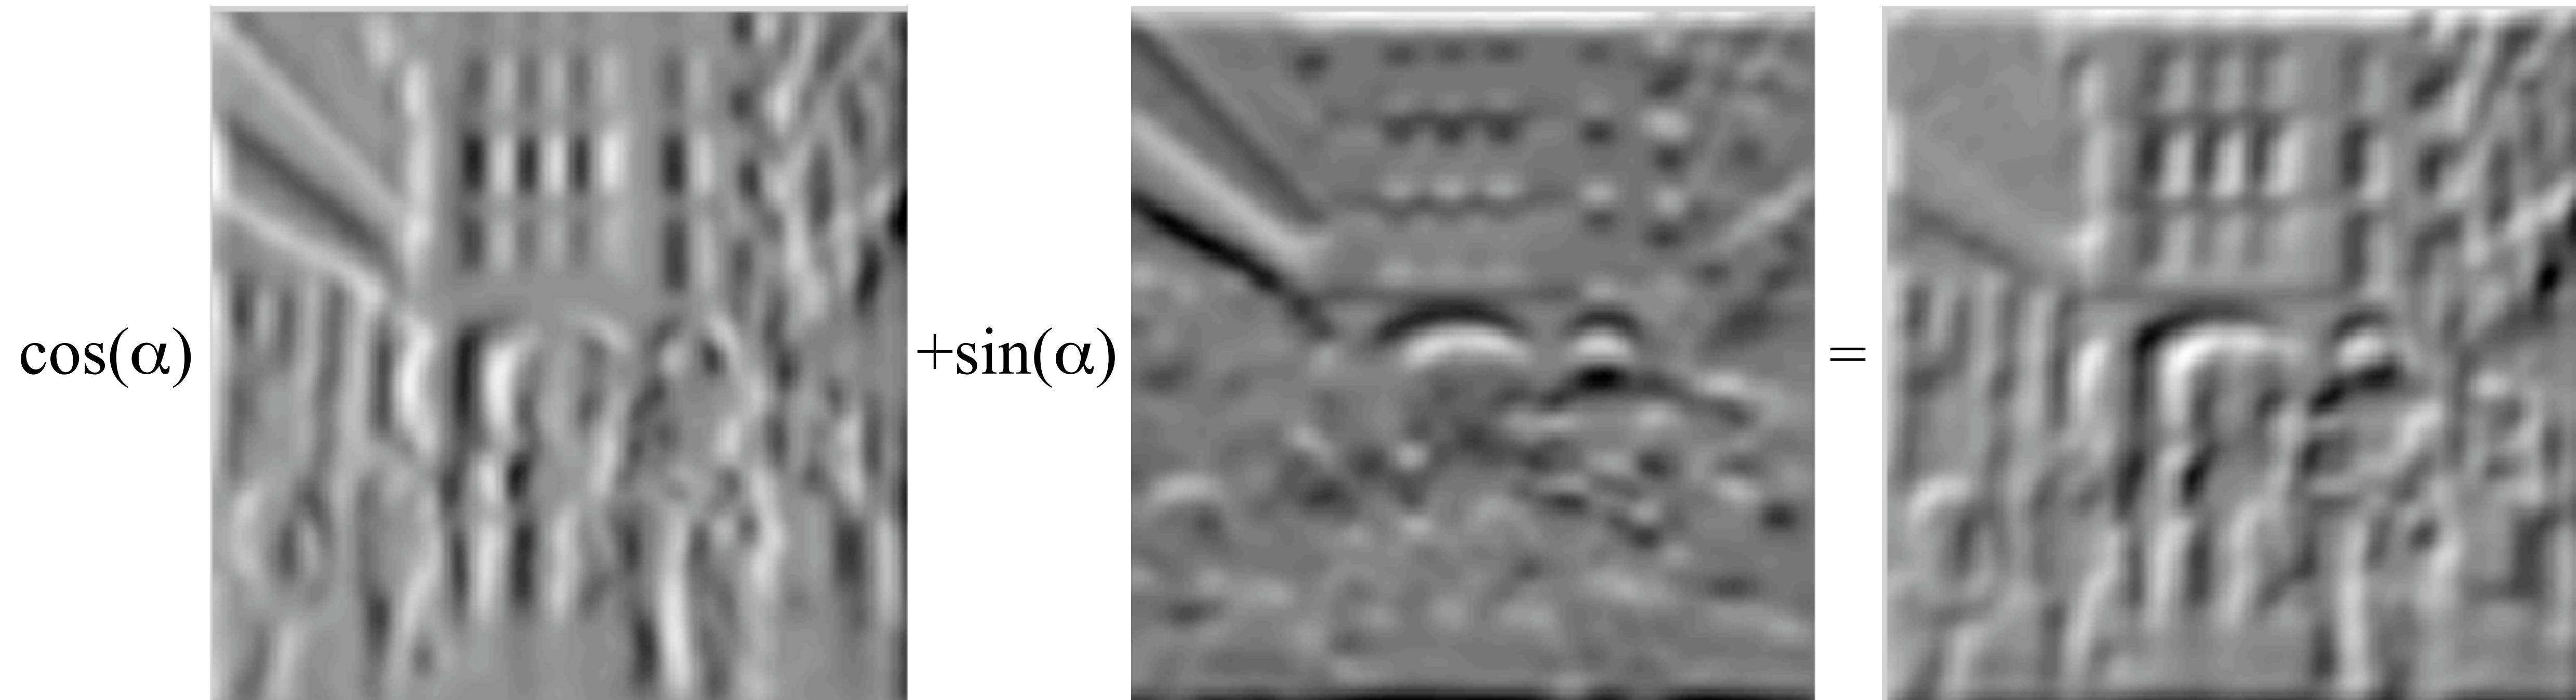 cos(α) +sin(α) =